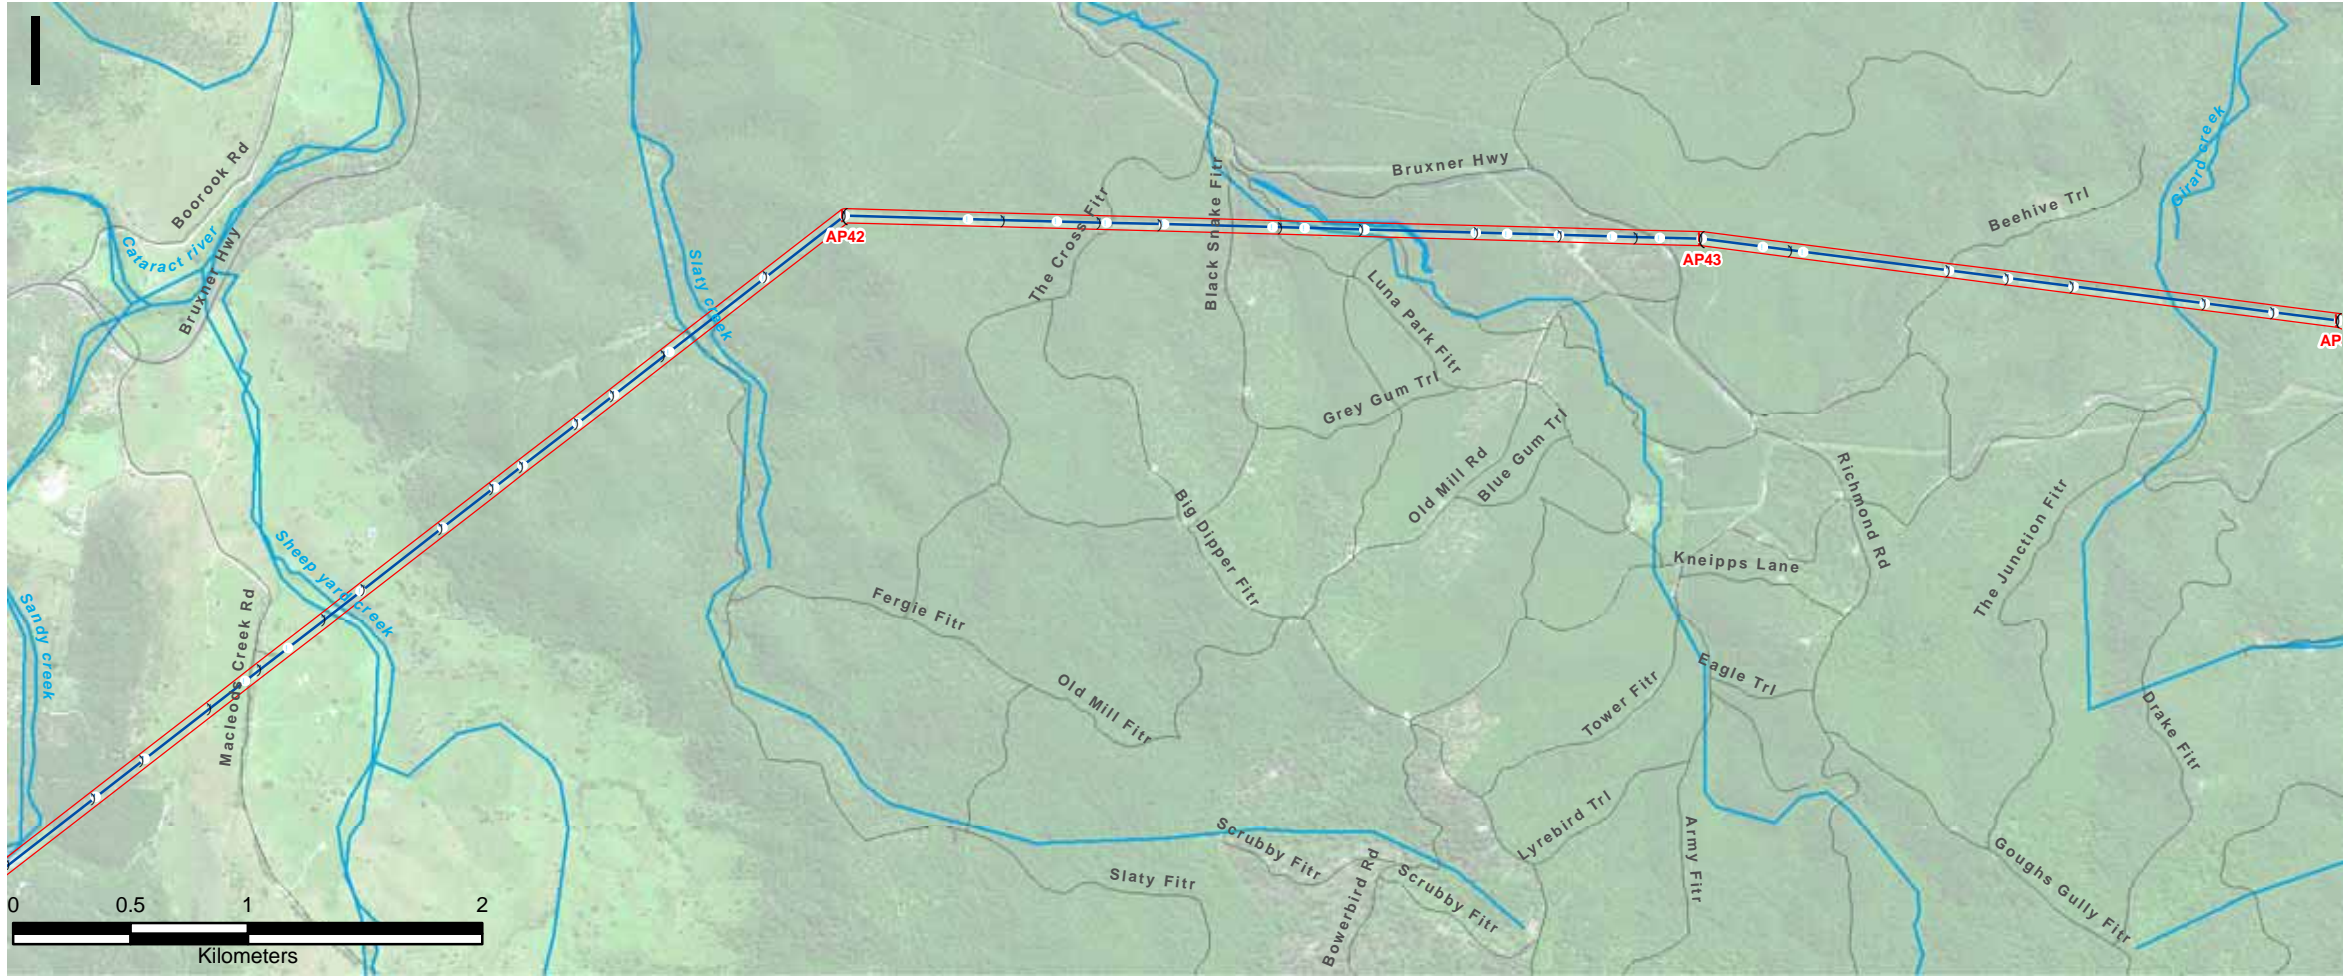 Boorook Rd
Cataract river
Bruxner Hwy
Slaty creek
AP42
The Cross Fitr
Black Snake Fitr
Bruxner Hwy
AP43
Beehive Trl
Girard creek
AP
Luna Park Fitr
Grey Gum Trl
Old Mill Rd
Blue Gum Trl
Big Dipper Fitr
Richmond Rd
The Junction Fitr
Kneipps Lane
Sheep yard creek
Sandy creek
Macleods Creek Rd
Fergie Fitr
Old Mill Fitr
Eagle Trl
Tower Fitr
Drake Fitr
Lyrebird Trl
Army Fitr
Scrubby Fitr
Bowerbird Rd
Scrubby Fitr
Slaty Fitr
Goughs Gully Fitr
0 0.5 1 2
Kilometers